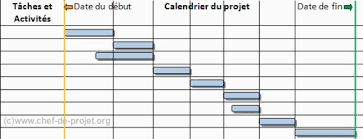 Tâches et Activités
Date du début
Calendrier du projet
Date de fin
(c)www.chef-de-projet.org